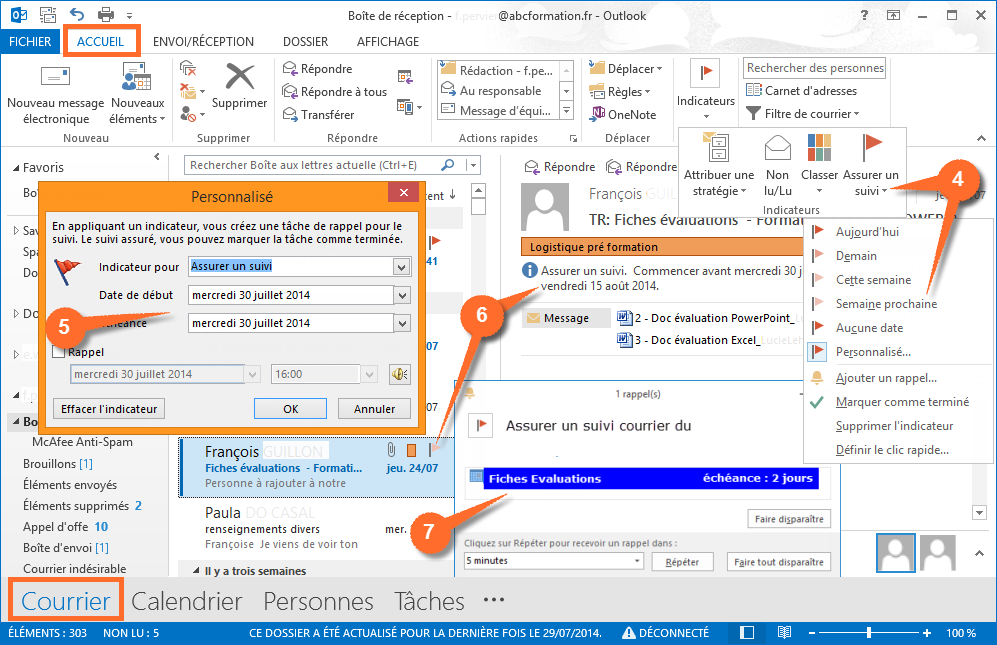 Boîte de réception - f.pervier@abcformation.fr - Outlook
FICHIER ACCUEIL ENVOI/RÉCEPTION DOSSIER AFFICHAGE
Nouveau message électronique
Nouveaux éléments
Nouveau
Supprimer
Supprimer
Répondre
Répondre à tous
Transférer
Répondre
Rédaction - f.pe...
Au responsable
Message d'équi...
Actions rapides
Déplacer
Règles
OneNote
Déplacer
Indicateurs
Rechercher des personnes
Carnet d'adresses
Filtre de courrier
Attribuer une stratégie
Non lu/Lu
Classer
Assurer un suivi
Indicateurs
4
Aujourd'hui
Demain
Cette semaine
Semaine prochaine
Aucune date
Personnalisé...
Ajouter un rappel...
Marquer comme terminé
Supprimer l'indicateur
Définir le clic rapide...
Favoris
Rechercher Boîte aux lettres actuelle (Ctrl+E)
Personnalisé
En appliquant un indicateur, vous créez une tâche de rappel pour le
suivi. Le suivi assuré, vous pouvez marquer la tâche comme terminée.
Indicateur pour Assurer un suivi
Date de début mercredi 30 juillet 2014
mercredi 30 juillet 2014
5
Rappel
mercredi 30 juillet 2014 16:00
Effacer l'indicateur OK Annuler
Répondre Répondre
François GUILLON
TR: Fiches évaluations - Format
Logistique pré formation
Assurer un suivi. Commencer avant mercredi 30 j
vendredi 15 août 2014.
6
Message
2 - Doc évaluation PowerPoint_
3 - Doc évaluation Excel_
1 rappel(s)
Assurer un suivi courrier du
Fiches Evaluations échéance : 2 jours
7
Faire disparaître
Cliquez sur Répéter pour recevoir un rappel dans :
5 minutes Répéter Faire tout disparaître
McAfee Anti-Spam
Brouillons [1]
Éléments envoyés
Éléments supprimés 2
Appel d'offe 10
Boîte d'envoi [1]
Courrier indésirable
François GUILLON
Fiches évaluations - Formati... jeu. 24/07
Personne à rajouter à notre
Paula DO CASAL
renseignements divers mer.
Françoise Je viens de voir ton
Il y a trois semaines
Courrier Calendrier Personnes Tâches ...
ÉLÉMENTS : 303 NON LU : 5 CE DOSSIER A ÉTÉ ACTUALISÉ POUR LA DERNIÈRE FOIS LE 29/07/2014. DÉCONNECTÉ 100 %